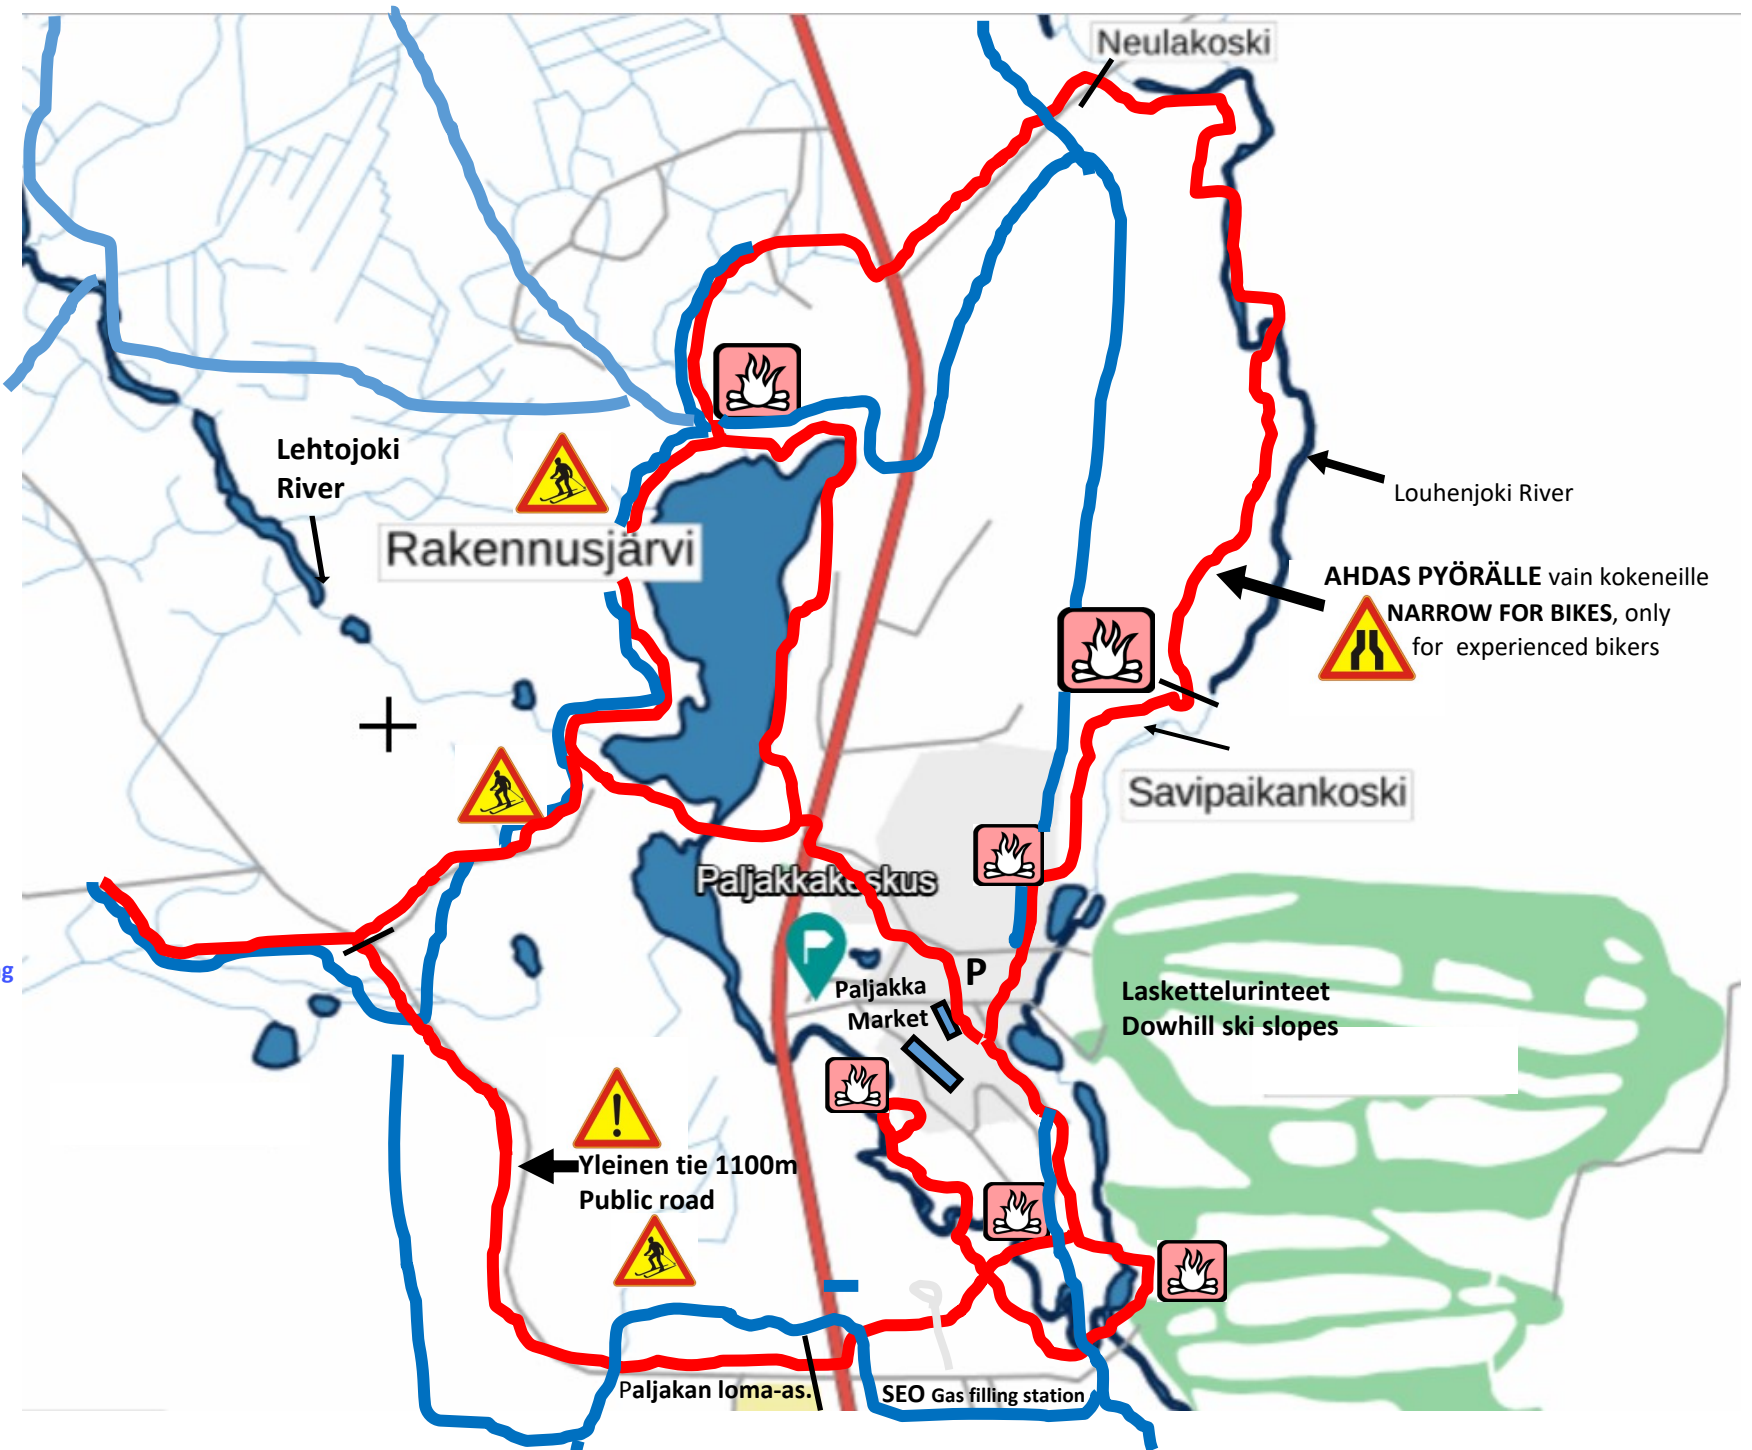 Neulakoski
Lehtojoki
River
Rakennusjärvi
Louhenjoki River
AHDAS PYÖRÄLLE vain kokeneille
NARROW FOR BIKES, only
for experienced bikers
Savipaikankoski
Paljakkakeskus
g
P
P
Paljakka
Market
Laskettelurinteet
Dowhill ski slopes
!
Yleinen tie 1100m
Public road
Paljakan loma-as.
SEO Gas filling station